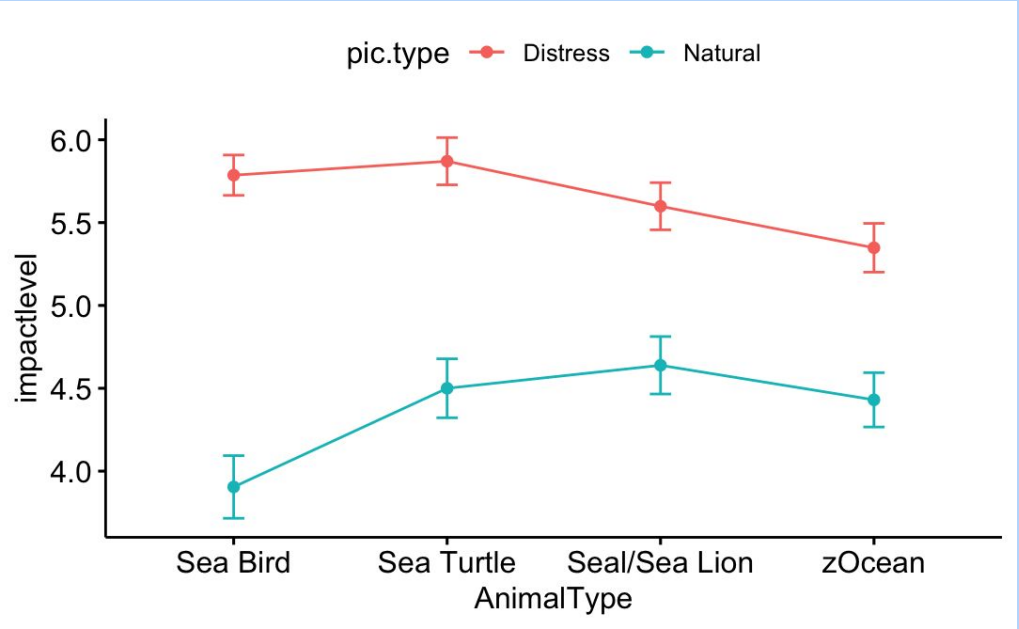 pic.type Distress Natural
6.0
5.5
5.0
4.5
4.0
impactlevel
Sea Bird Sea Turtle Seal/Sea Lion zOcean
AnimalType